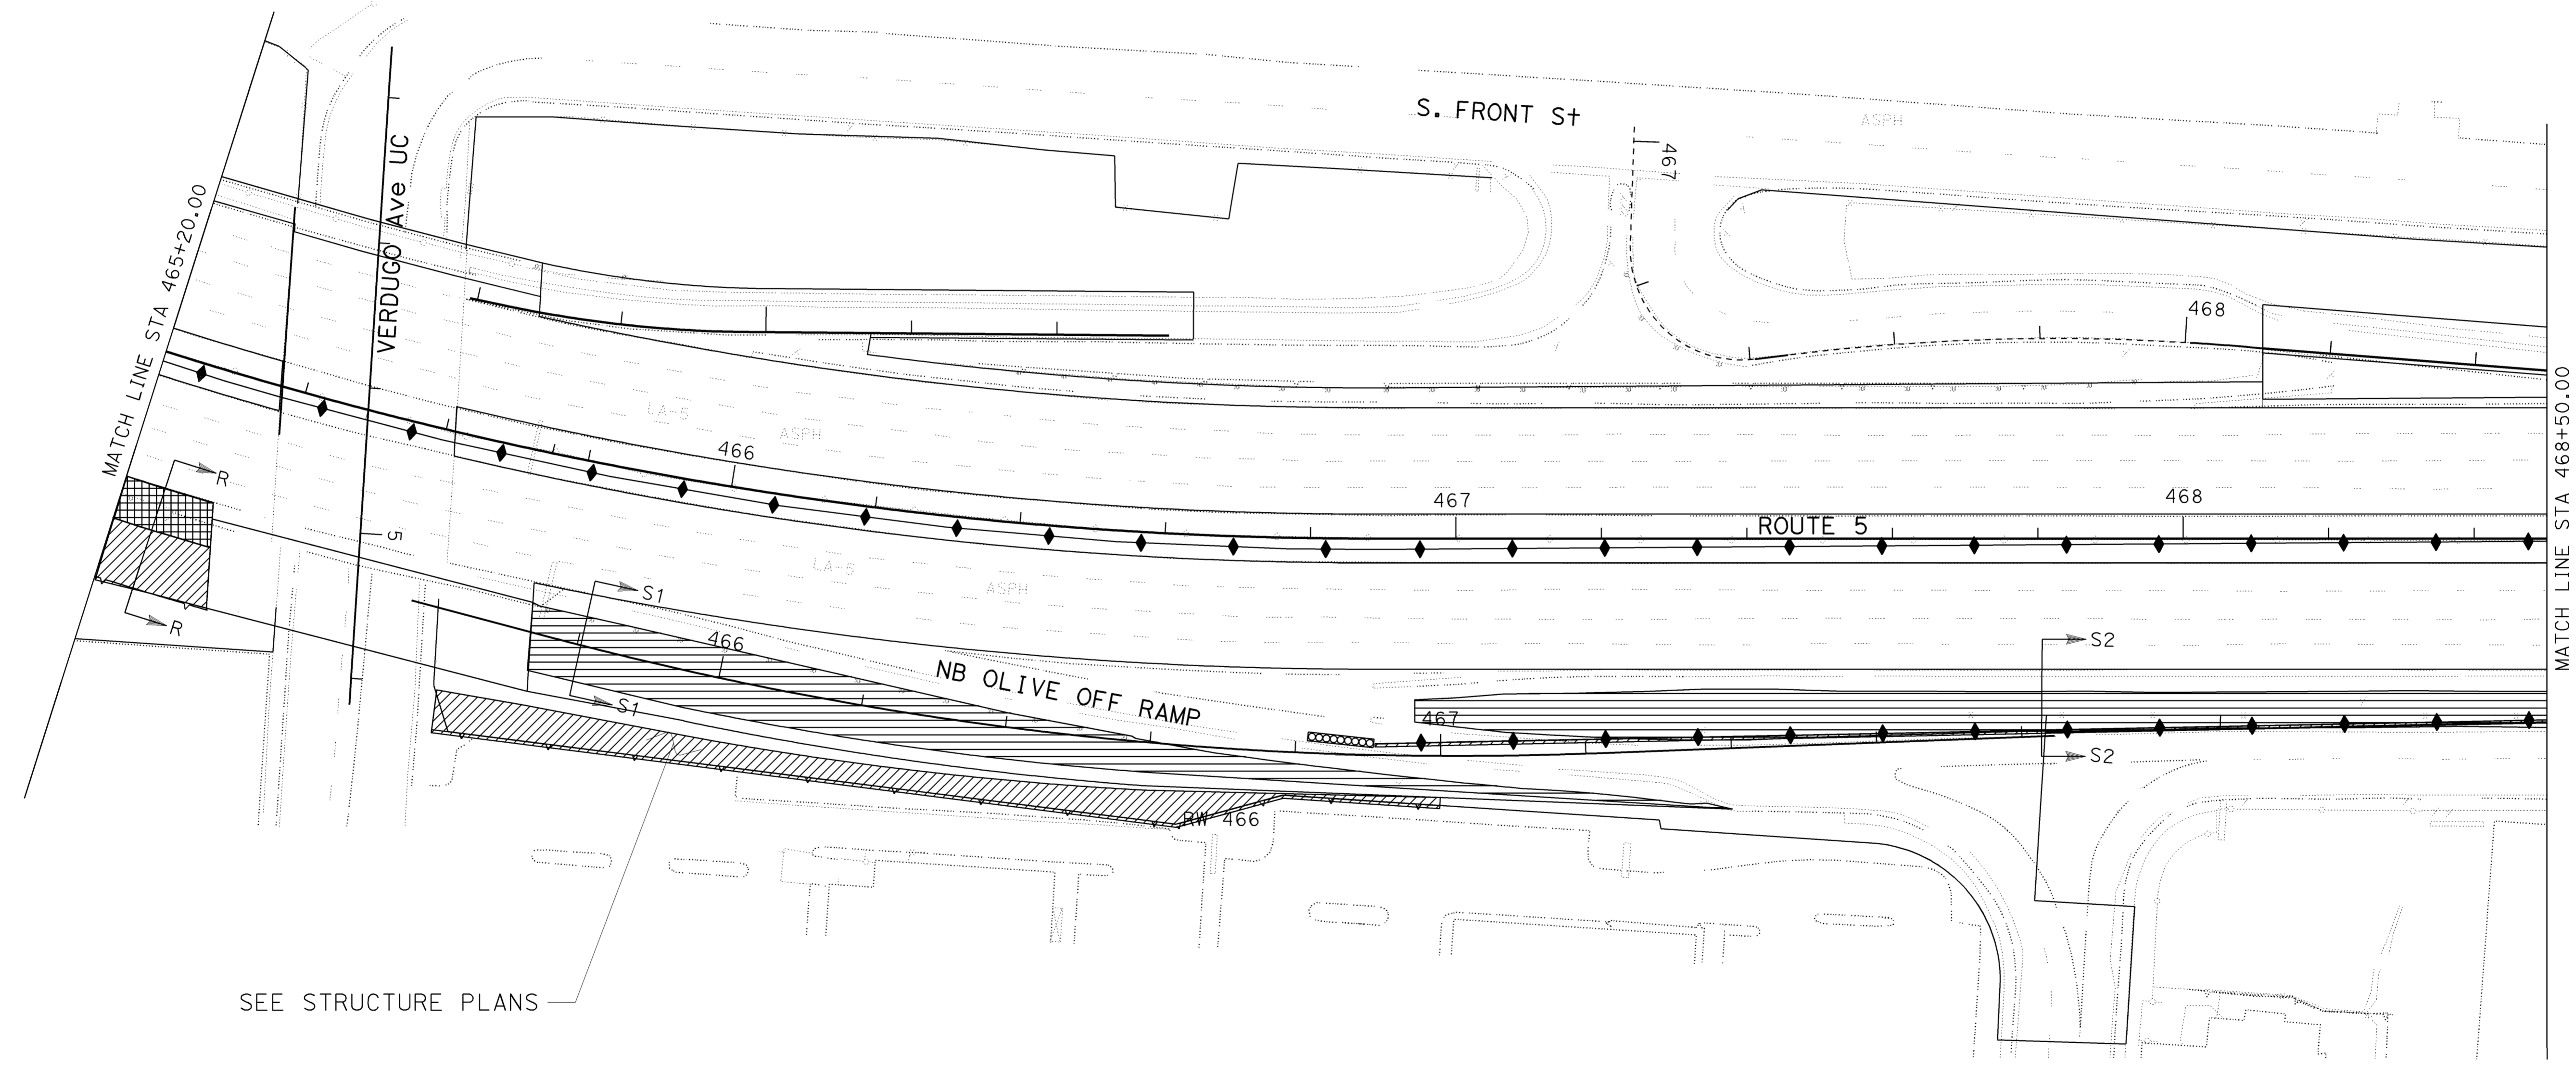 S. FRONT St
ASPH
467
VERDUGO Ave UC
MATCH LINE STA 465+20.00
468
LA-5
ASPH
466
467
468
ROUTE 5
MATCH LINE STA 468+50.00
R
5
LA-5
ASPH
S1
R
466
S2
NB OLIVE OFF RAMP
S1
467
S2
RW 466
SEE STRUCTURE PLANS